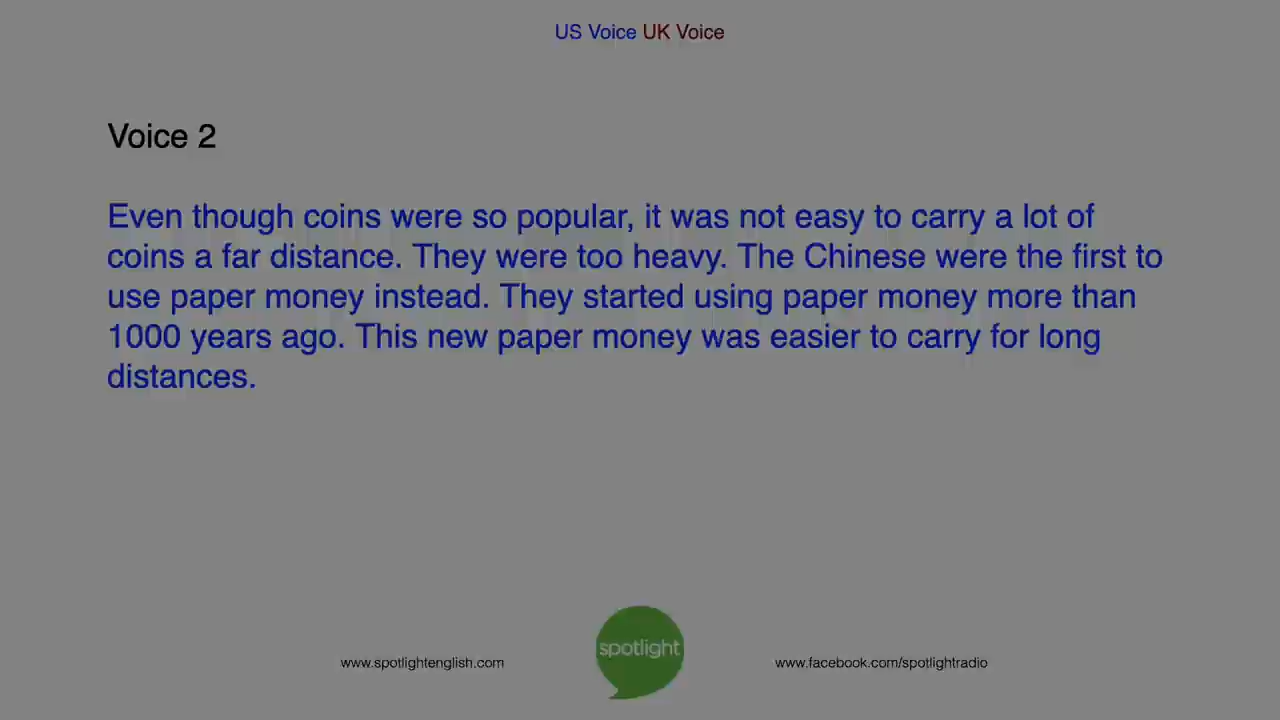 US Voice UK Voice
Voice 2
Even though coins were so popular, it was not easy to carry a lot of
coins a far distance. They were too heavy. The Chinese were the first to
use paper money instead. They started using paper money more than
1000 years ago. This new paper money was easier to carry for long
distances.
spotlight
www.spotlightenglish.com
www.facebook.com/spotlightradio